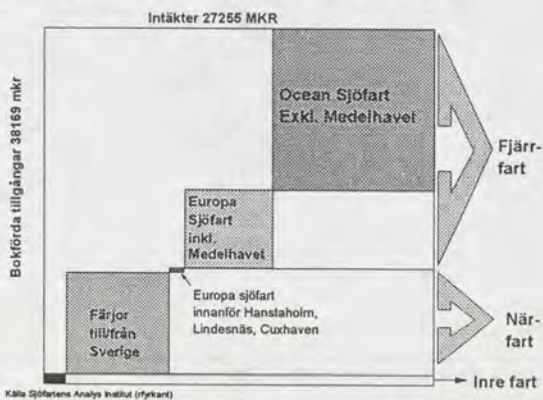 Intäkter 27255 MKR
Bokförda tillgångar 38169 mkr
Ocean Sjöfart
Exkl. Medelhavet
Fjärr-
fart
Europa
Sjöfart
inkl.
Medelhavet
Europa sjöfart
innanför Hanstaholm,
Lindesnäs, Cuxhaven
Färjor
till/från
Sverige
När-
fart
Inre fart
Källa Sjöfartens Analys Institut (rfyrkant)